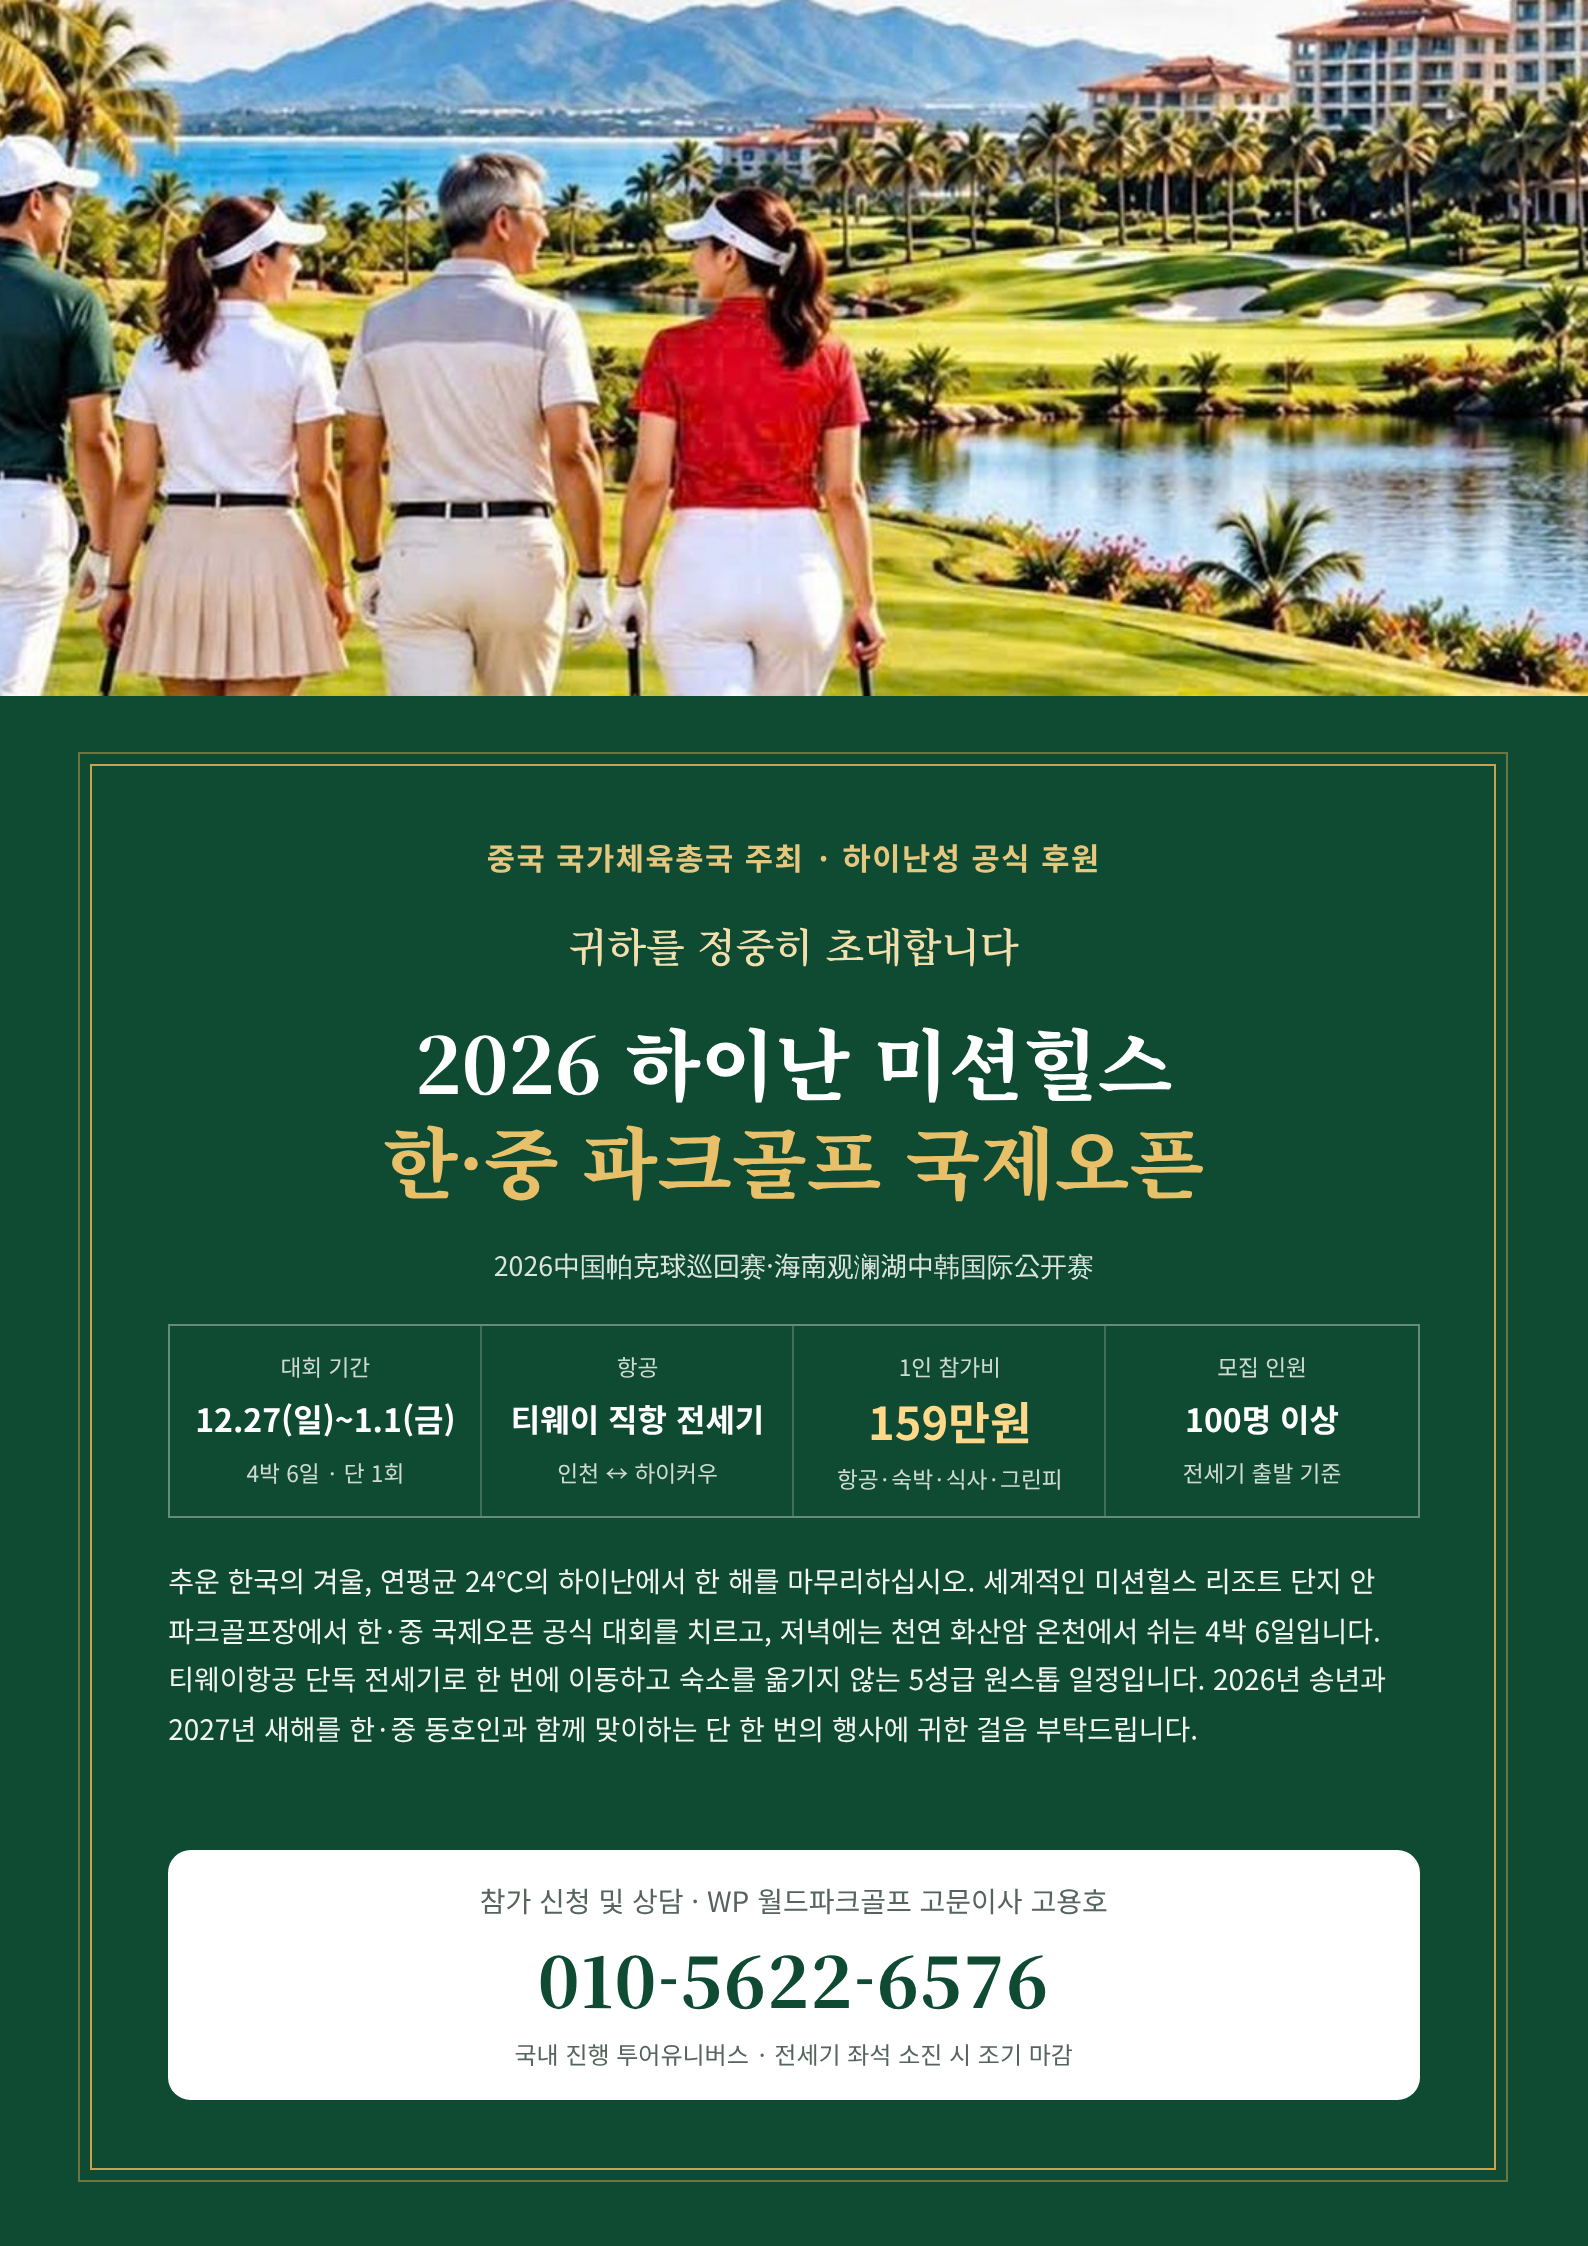 중국 국가체육총국 주최 · 하이난성 공식 후원
귀하를 정중히 초대합니다
2026 하이난 미션힐스
한·중 파크골프 국제오픈
2026中国帕克球巡回赛·海南观澜湖中韩国际公开赛
대회 기간
12.27(일)~1.1(금)
4박 6일 · 단 1회
항공
티웨이 직항 전세기
인천 ↔ 하이커우
1인 참가비
159만원
항공·숙박·식사·그린피
모집 인원
100명 이상
전세기 출발 기준
추운 한국의 겨울, 연평균 24℃의 하이난에서 한 해를 마무리하십시오. 세계적인 미션힐스 리조트 단지 안
파크골프장에서 한·중 국제오픈 공식 대회를 치르고, 저녁에는 천연 화산암 온천에서 쉬는 4박 6일입니다.
티웨이항공 단독 전세기로 한 번에 이동하고 숙소를 옮기지 않는 5성급 원스톱 일정입니다. 2026년 송년과
2027년 새해를 한·중 동호인과 함께 맞이하는 단 한 번의 행사에 귀한 걸음 부탁드립니다.
참가 신청 및 상담 · WP 월드파크골프 고문이사 고용호
010-5622-6576
국내 진행 투어유니버스 · 전세기 좌석 소진 시 조기 마감